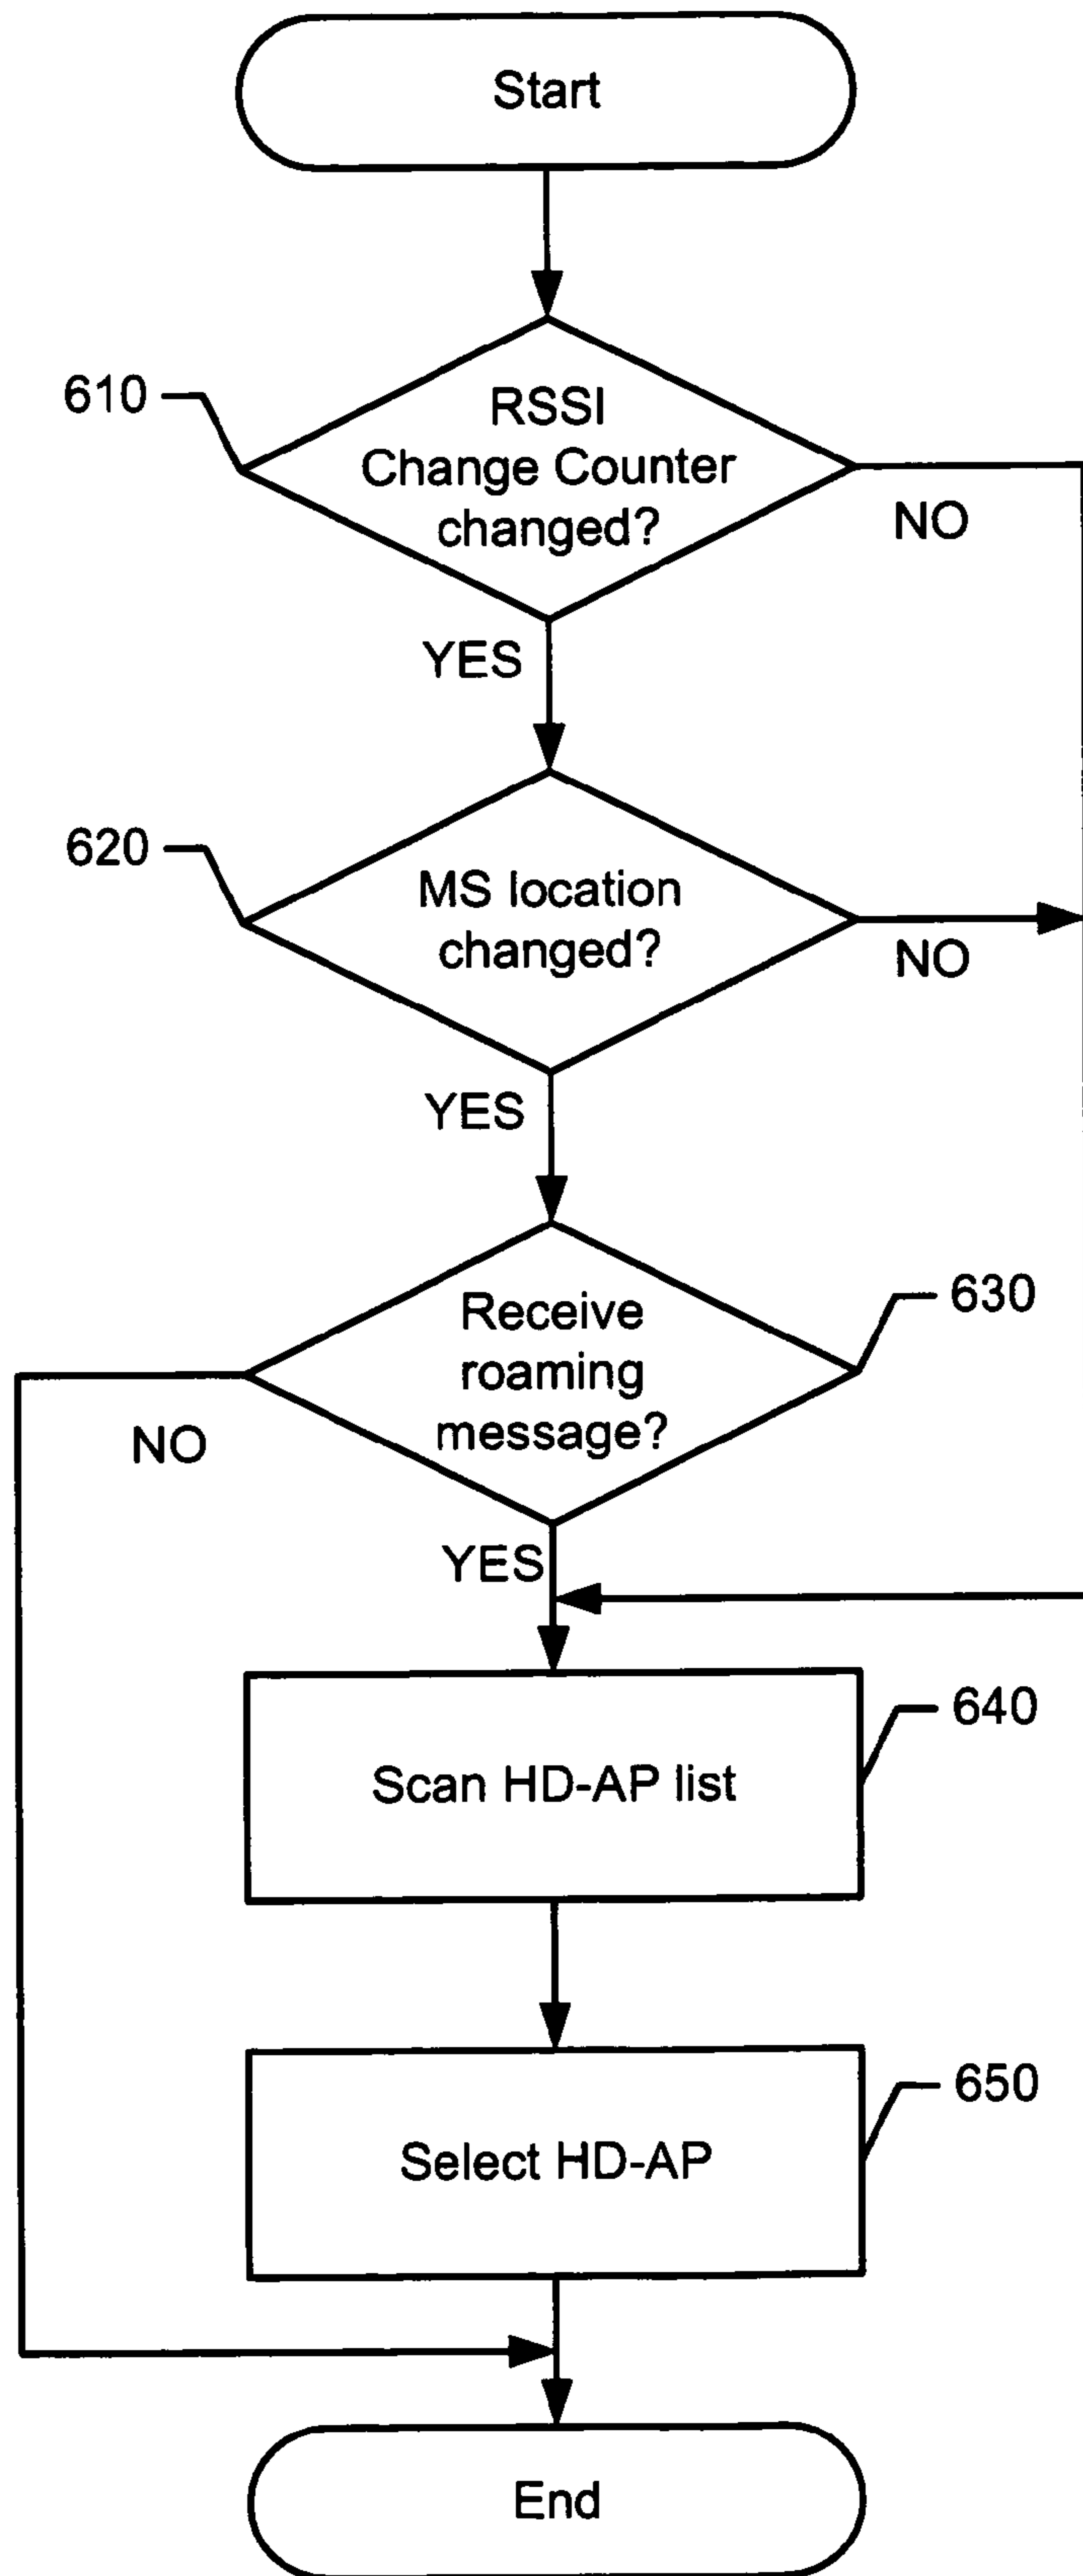 Start
610
RSSI
Change Counter
changed?
NO
YES
620
MS location
changed?
NO
YES
630
Receive
roaming
message?
NO
YES
640
Scan HD-AP list
650
Select HD-AP
End